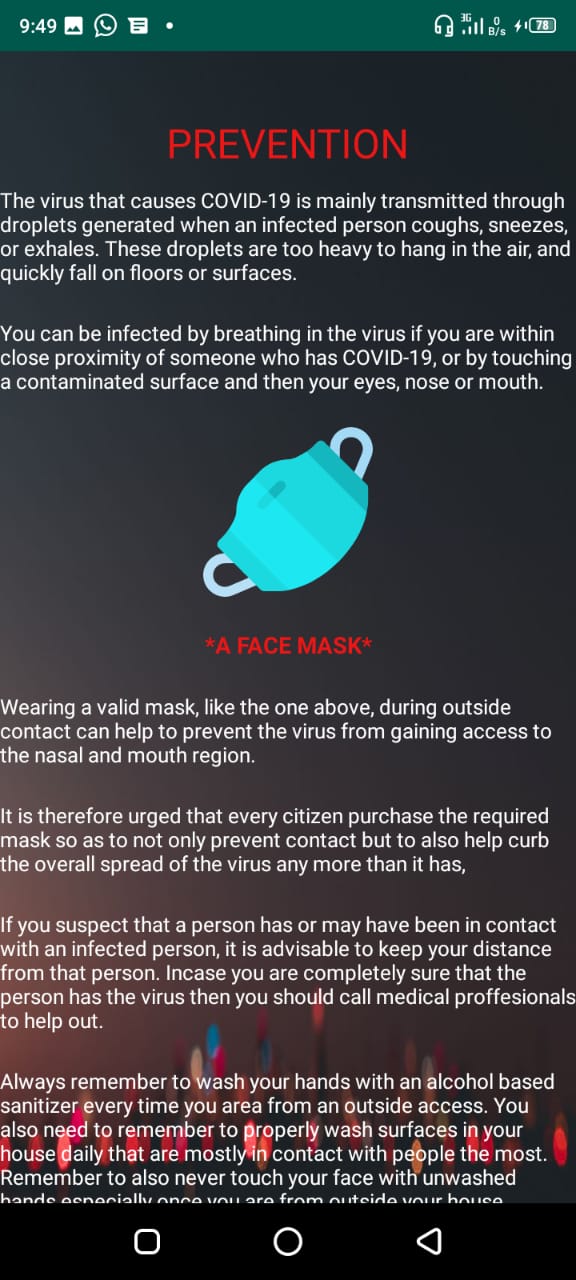 9:49
3G
0
B/s
78
PREVENTION
The virus that causes COVID-19 is mainly transmitted through
droplets generated when an infected person coughs, sneezes,
or exhales. These droplets are too heavy to hang in the air, and
quickly fall on floors or surfaces.
You can be infected by breathing in the virus if you are within
close proximity of someone who has COVID-19, or by touching
a contaminated surface and then your eyes, nose or mouth.
*A FACE MASK*
Wearing a valid mask, like the one above, during outside
contact can help to prevent the virus from gaining access to
the nasal and mouth region.
It is therefore urged that every citizen purchase the required
mask so as to not only prevent contact but to also help curb
the overall spread of the virus any more than it has,
If you suspect that a person has or may have been in contact
with an infected person, it is advisable to keep your distance
from that person. Incase you are completely sure that the
person has the virus then you should call medical proffesionals
to help out.
Always remember to wash your hands with an alcohol based
sanitizer every time you area from an outside access. You
also need to remember to properly wash surfaces in your
house daily that are mostly in contact with people the most.
Remember to also never touch your face with unwashed
hands especially once you are from outside your house